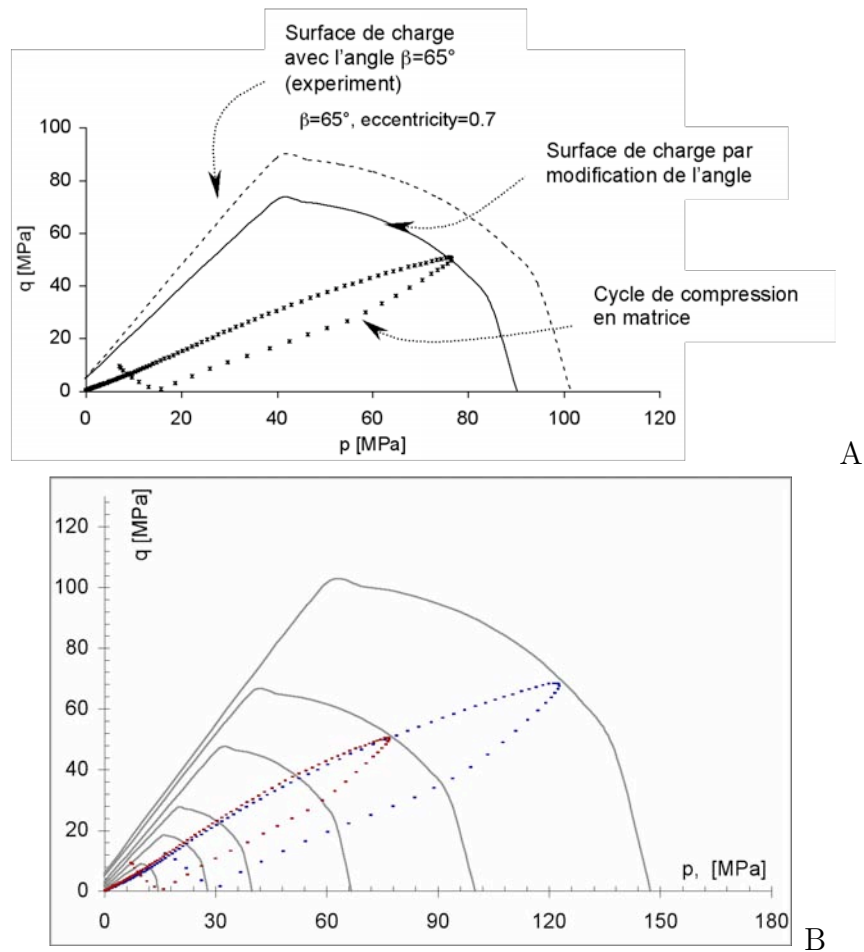 Surface de charge
avec l'angle β=65°
(experiment)
β=65°, eccentricity=0.7
Surface de charge par
modification de l'angle
Cycle de compression
en matrice
q [MPa]
100
80
60
40
20
0
0 20 40 60 80 100 120
p [MPa]
A
q [MPa]
120
100
80
60
40
20
0
p, [MPa]
0 30 60 90 120 150 180
B